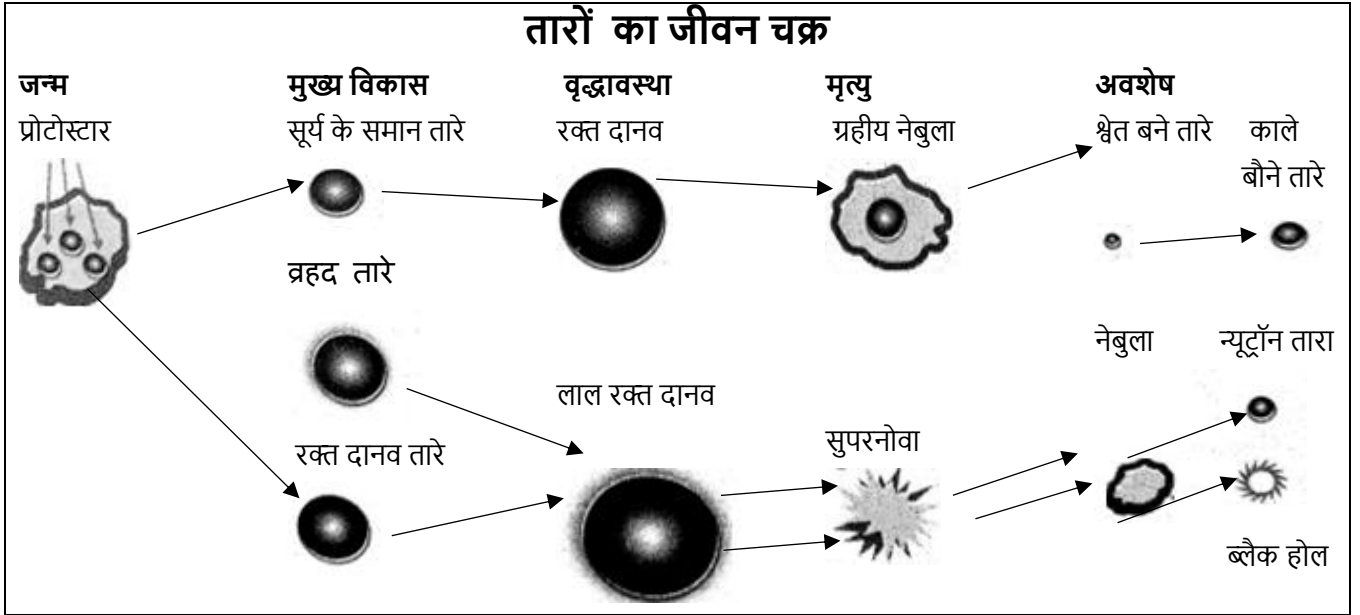 तारों का जीवन चक्र
जन्म
मुख्य विकास
वृद्धावस्था
मृत्यु
अवशेष
प्रोटोस्टार
सूर्य के समान तारे
रक्त दानव
ग्रहीय नेबुला
श्वेत बने तारे
काले
बौने तारे
व्रहद तारे
नेबुला
न्यूट्रॉन तारा
लाल रक्त दानव
रक्त दानव तारे
सुपरनोवा
ब्लैक होल